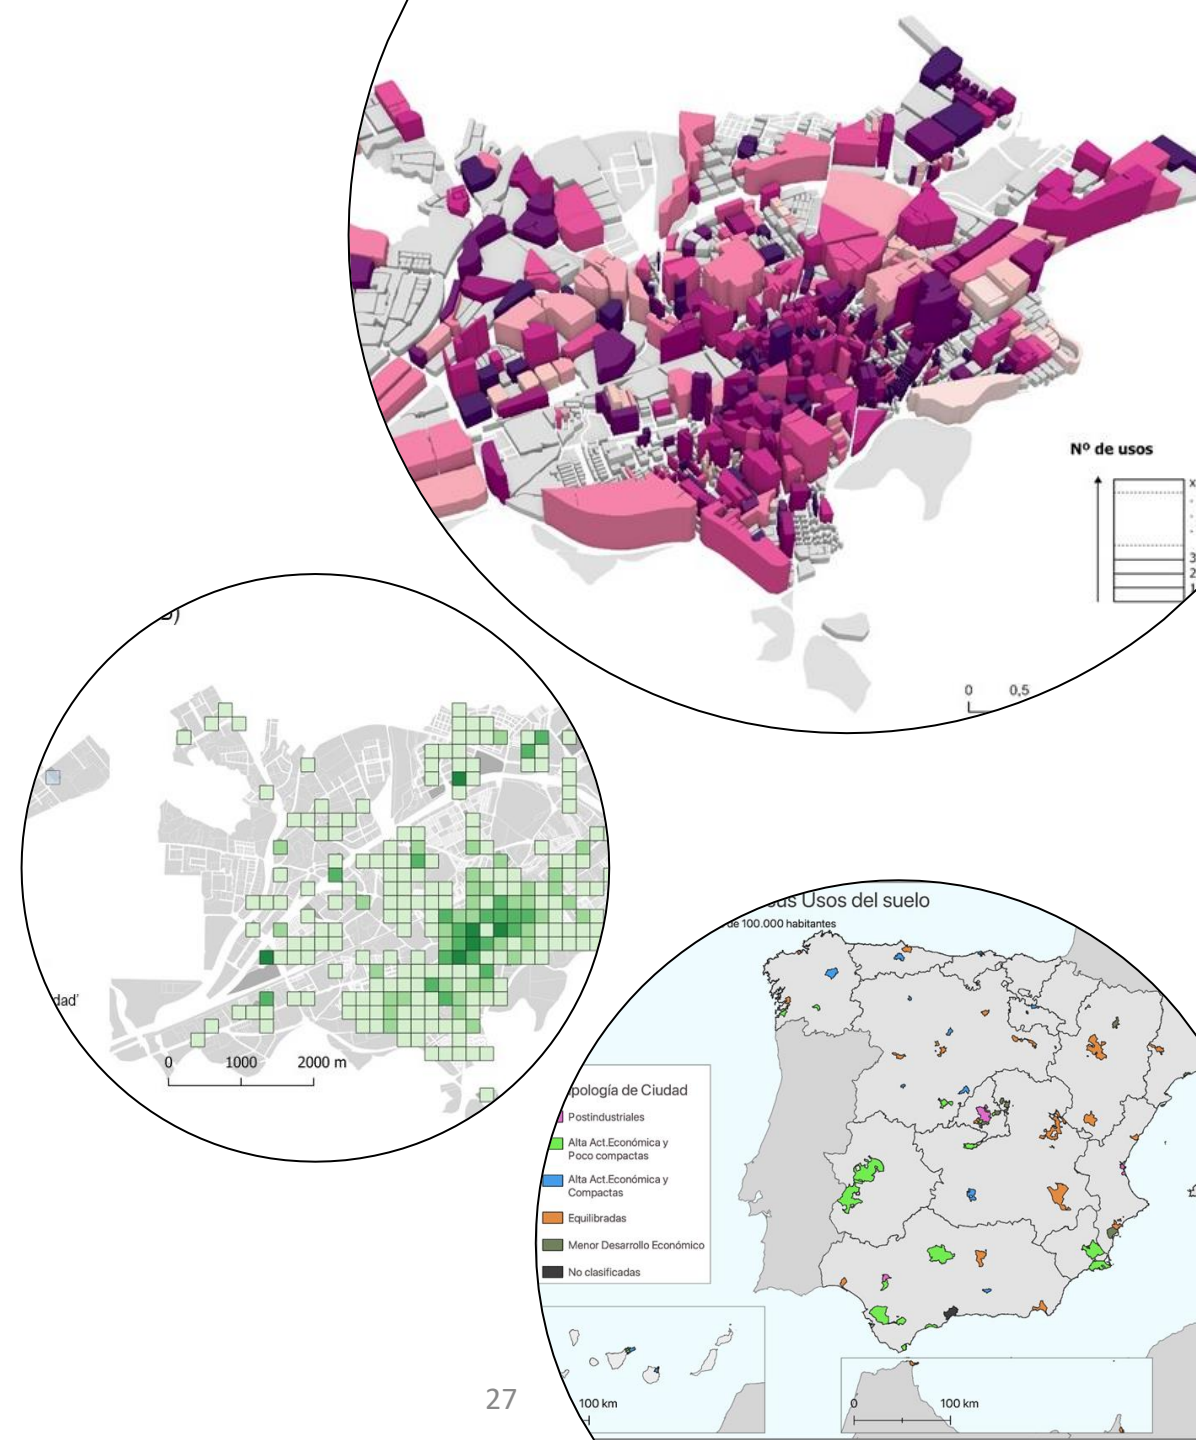 Nº de usos
x
3
2
0 0,5
dad'
0 1000 2000 m
Usos del suelo
de 100.000 habitantes
pología de Ciudad
Postindustriales
Alta Act.Económica y
Poco compactas
Alta Act.Económica y
Compactas
Equilibradas
Menor Desarrollo Económico
No clasificadas
100 km
0 100 km
27